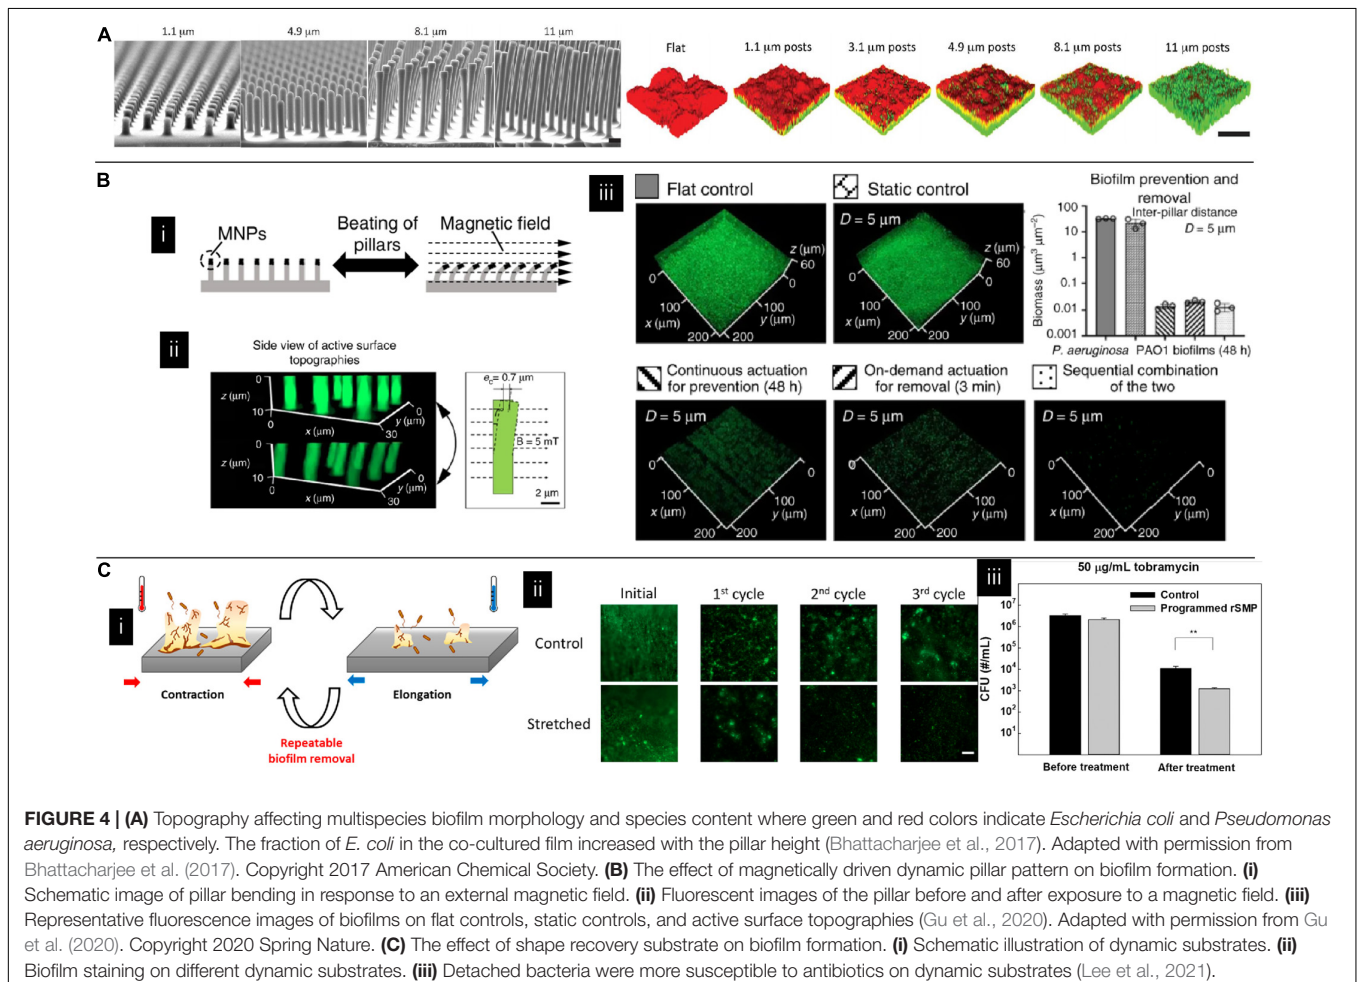 A
1.1 μm
4.9 μm
8.1 μm
11 μm
Flat
1.1 μm posts
3.1 μm posts
4.9 μm posts
8.1 μm posts
11 μm posts
B
i
MNPs
Beating of
pillars
Magnetic field
ii
Side view of active surface
topographies
z (μm)
0
10
0
x (μm)
30
y (μm)
0
z (μm)
0
10
0
x (μm)
30
y (μm)
0
e꜀= 0.7 μm
B = 5 mT
2 μm
iii
Flat control
z (μm)
60
0
0
100
100
x (μm)
y (μm)
200
200
Static control
D = 5 μm
z (μm)
60
0
0
100
100
x (μm)
y (μm)
200
200
Biofilm prevention and
removal
Inter-pillar distance
D = 5 μm
Biomass (μm³ μm⁻²)
100
10
1
0.1
0.01
0.001
P. aeruginosa PAO1 biofilms (48 h)
Continuous actuation
for prevention (48 h)
D = 5 μm
0
0
100
100
x (μm)
y (μm)
200
200
On-demand actuation
for removal (3 min)
D = 5 μm
0
0
100
100
x (μm)
y (μm)
200
200
Sequential combination
of the two
D = 5 μm
0
0
100
100
x (μm)
y (μm)
200
200
C
i
Contraction
Elongation
Repeatable
biofilm removal
ii
Initial
1st cycle
2nd cycle
3rd cycle
Control
Stretched
iii
50 μg/mL tobramycin
Control
Programmed rSMP
**
CFU (#/mL)
10⁷
10⁶
10⁵
10⁴
10³
10²
10¹
Before treatment
After treatment
FIGURE 4 | (A) Topography affecting multispecies biofilm morphology and species content where green and red colors indicate Escherichia coli and Pseudomonas
aeruginosa, respectively. The fraction of E. coli in the co-cultured film increased with the pillar height (Bhattacharjee et al., 2017). Adapted with permission from
Bhattacharjee et al. (2017). Copyright 2017 American Chemical Society. (B) The effect of magnetically driven dynamic pillar pattern on biofilm formation. (i)
Schematic image of pillar bending in response to an external magnetic field. (ii) Fluorescent images of the pillar before and after exposure to a magnetic field. (iii)
Representative fluorescence images of biofilms on flat controls, static controls, and active surface topographies (Gu et al., 2020). Adapted with permission from Gu
et al. (2020). Copyright 2020 Spring Nature. (C) The effect of shape recovery substrate on biofilm formation. (i) Schematic illustration of dynamic substrates. (ii)
Biofilm staining on different dynamic substrates. (iii) Detached bacteria were more susceptible to antibiotics on dynamic substrates (Lee et al., 2021).